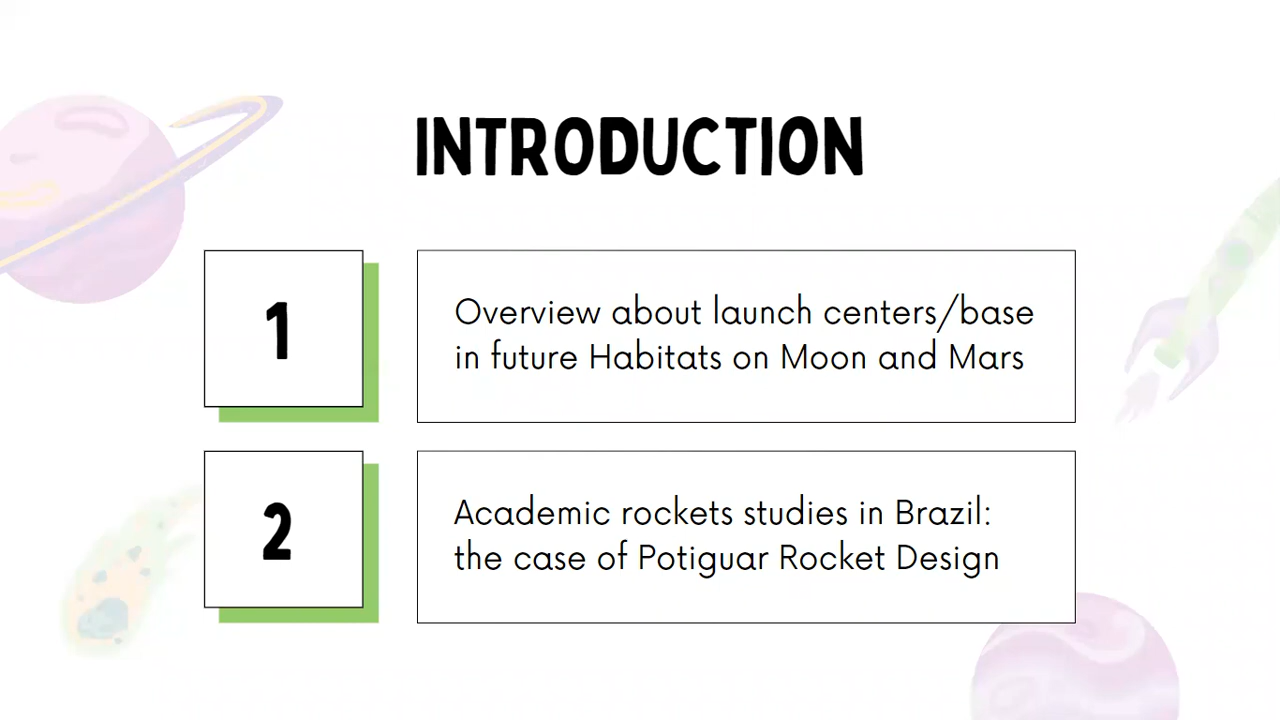 INTRODUCTION
1
Overview about launch centers/base
in future Habitats on Moon and Mars
2
Academic rockets studies in Brazil:
the case of Potiguar Rocket Design